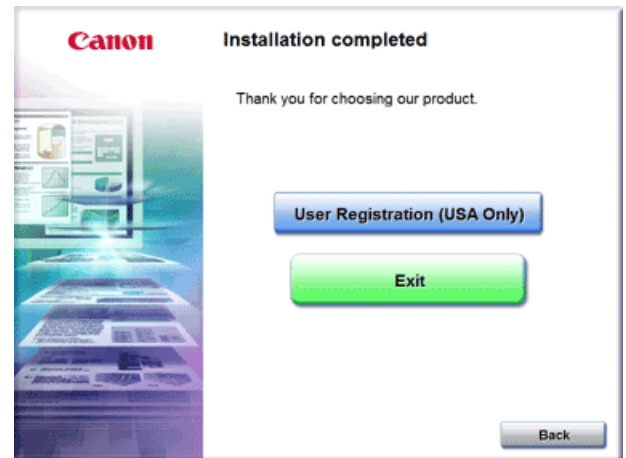 Canon
Installation completed
Thank you for choosing our product.
User Registration (USA Only)
Exit
Back